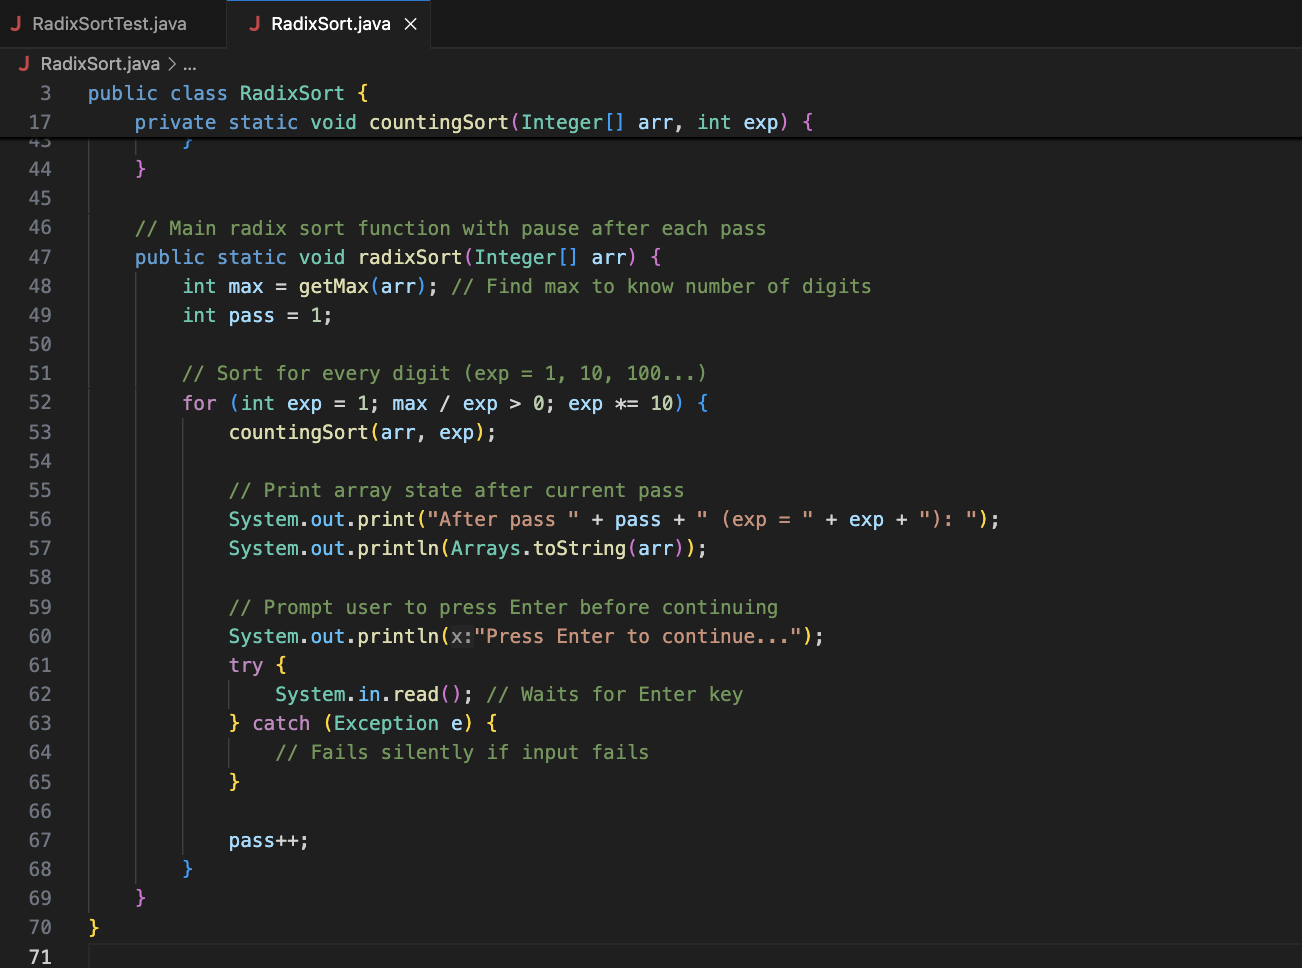 J RadixSortTest.java J RadixSort.java ×
J RadixSort.java > ...
3 public class RadixSort {
17 private static void countingSort(Integer[] arr, int exp) {
43 }
44 }
45
46 // Main radix sort function with pause after each pass
47 public static void radixSort(Integer[] arr) {
48 int max = getMax(arr); // Find max to know number of digits
49 int pass = 1;
50
51 // Sort for every digit (exp = 1, 10, 100...)
52 for (int exp = 1; max / exp > 0; exp *= 10) {
53 countingSort(arr, exp);
54
55 // Print array state after current pass
56 System.out.print("After pass " + pass + " (exp = " + exp + "): ");
57 System.out.println(Arrays.toString(arr));
58
59 // Prompt user to press Enter before continuing
60 System.out.println(x:"Press Enter to continue...");
61 try {
62 System.in.read(); // Waits for Enter key
63 } catch (Exception e) {
64 // Fails silently if input fails
65 }
66
67 pass++;
68 }
69 }
70 }
71